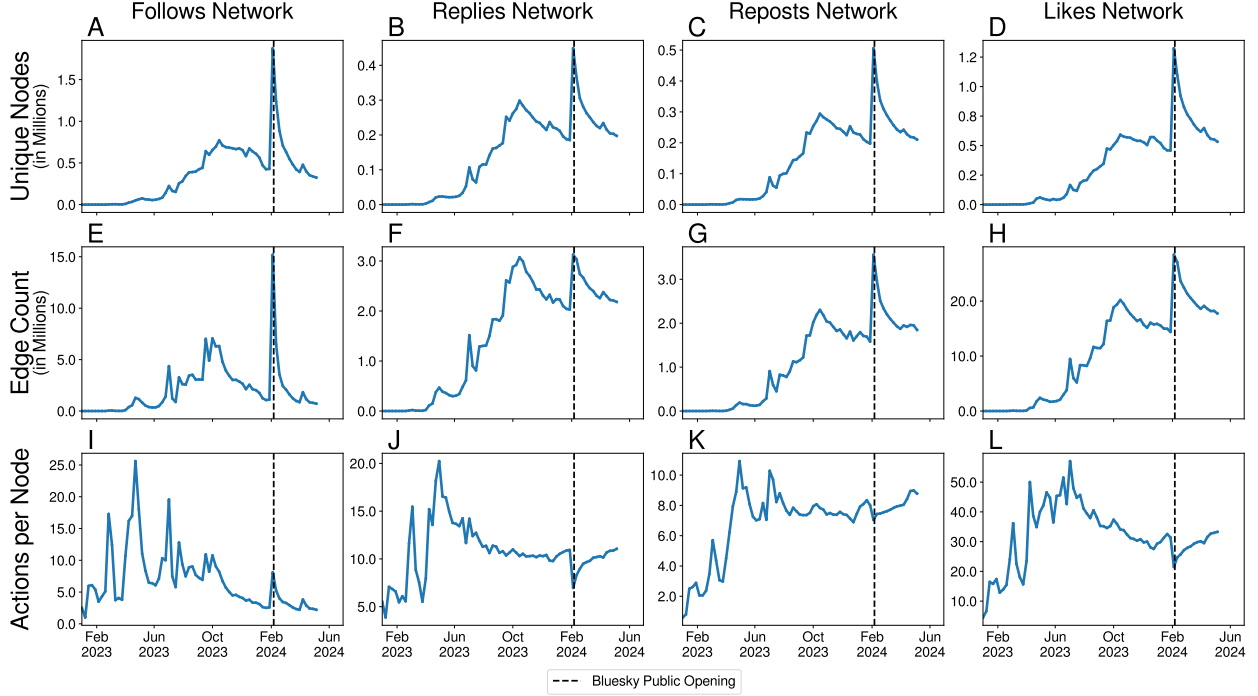 Follows Network
Replies Network
Reposts Network
Likes Network
A
B
C
D
Unique Nodes
(in Millions)
1.5
1.0
0.5
0.0
0.4
0.3
0.2
0.1
0.0
0.5
0.4
0.3
0.2
0.1
0.0
1.2
1.0
0.8
0.5
0.2
0.0
E
F
G
H
Edge Count
(in Millions)
15.0
10.0
5.0
0.0
3.0
2.0
1.0
0.0
3.0
2.0
1.0
0.0
20.0
10.0
0.0
I
J
K
L
Actions per Node
25.0
20.0
15.0
10.0
5.0
0.0
20.0
15.0
10.0
5.0
10.0
8.0
6.0
4.0
2.0
50.0
40.0
30.0
20.0
10.0
Feb
2023
Jun
2023
Oct
2023
Feb
2024
Jun
2024
Feb
2023
Jun
2023
Oct
2023
Feb
2024
Jun
2024
Feb
2023
Jun
2023
Oct
2023
Feb
2024
Jun
2024
Feb
2023
Jun
2023
Oct
2023
Feb
2024
Jun
2024
Bluesky Public Opening